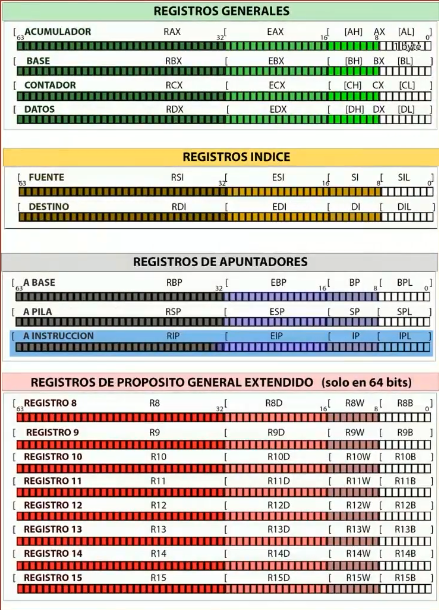 REGISTROS GENERALES
[ ACUMULADOR RAX [ EAX [ [AH] AX [AL] ]
63 32 16 8 1 Byte 0
[ BASE RBX [ EBX [ [BH] BX [BL] ]
[ CONTADOR RCX [ ECX [ [CH] CX [CL] ]
[ DATOS RDX [ EDX [ [DH] DX [DL] ]
REGISTROS INDICE
[ FUENTE RSI [ ESI [ SI [ SIL ]
63 32 16 8 0
[ DESTINO RDI [ EDI [ DI [ DIL ]
REGISTROS DE APUNTADORES
[ A BASE RBP [ EBP [ BP [ BPL ]
63 32 16 8 0
[ A PILA RSP [ ESP [ SP [ SPL ]
[ A INSTRUCCION RIP [ EIP [ IP [ IPL ]
REGISTROS DE PROPOSITO GENERAL EXTENDIDO (solo en 64 bits)
[ REGISTRO 8 R8 [ R8D [ R8W [ R8B ]
63 32 16 8 0
[ REGISTRO 9 R9 [ R9D [ R9W [ R9B ]
[ REGISTRO 10 R10 [ R10D [ R10W [ R10B ]
[ REGISTRO 11 R11 [ R11D [ R11W [ R11B ]
[ REGISTRO 12 R12 [ R12D [ R12W [ R12B ]
[ REGISTRO 13 R13 [ R13D [ R13W [ R13B ]
[ REGISTRO 14 R14 [ R14D [ R14W [ R14B ]
[ REGISTRO 15 R15 [ R15D [ R15W [ R15B ]